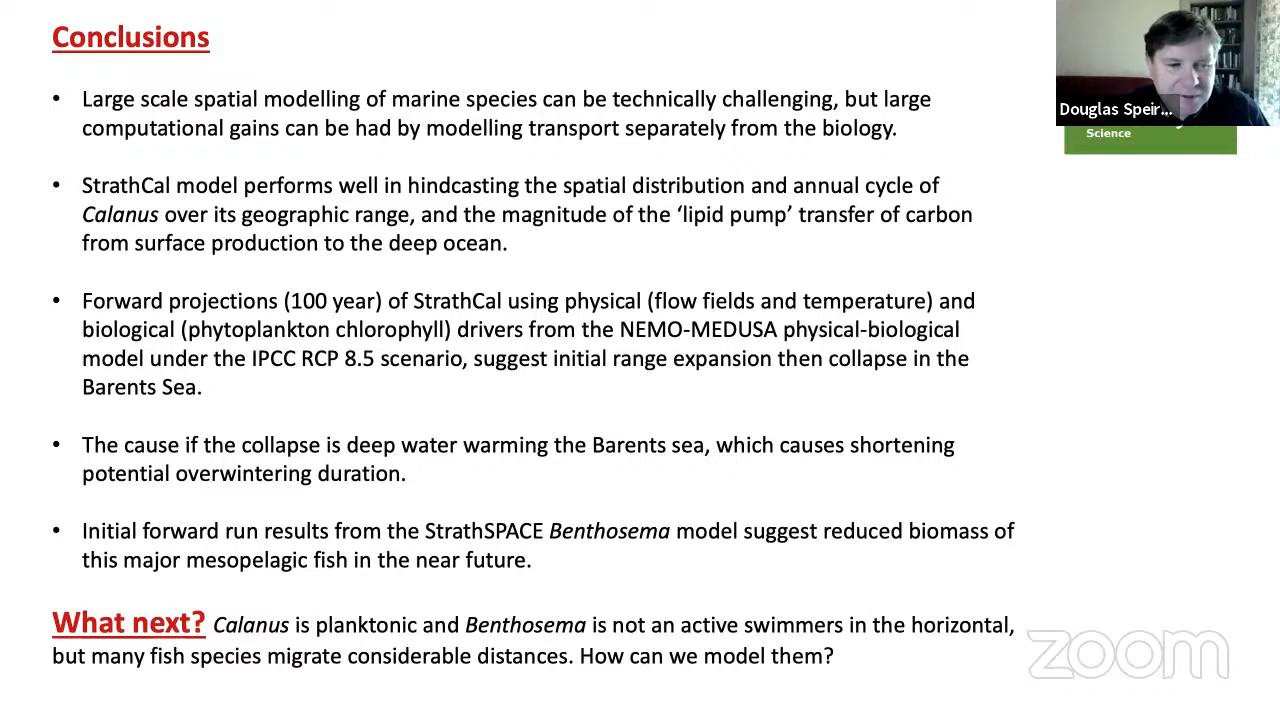 Conclusions
• Large scale spatial modelling of marine species can be technically challenging, but large
computational gains can be had by modelling transport separately from the biology.
• StrathCal model performs well in hindcasting the spatial distribution and annual cycle of
Calanus over its geographic range, and the magnitude of the ‘lipid pump’ transfer of carbon
from surface production to the deep ocean.
• Forward projections (100 year) of StrathCal using physical (flow fields and temperature) and
biological (phytoplankton chlorophyll) drivers from the NEMO-MEDUSA physical-biological
model under the IPCC RCP 8.5 scenario, suggest initial range expansion then collapse in the
Barents Sea.
• The cause if the collapse is deep water warming the Barents sea, which causes shortening
potential overwintering duration.
• Initial forward run results from the StrathSPACE Benthosema model suggest reduced biomass of
this major mesopelagic fish in the near future.
What next? Calanus is planktonic and Benthosema is not an active swimmers in the horizontal,
but many fish species migrate considerable distances. How can we model them?
Douglas Speir...
Science
zoom